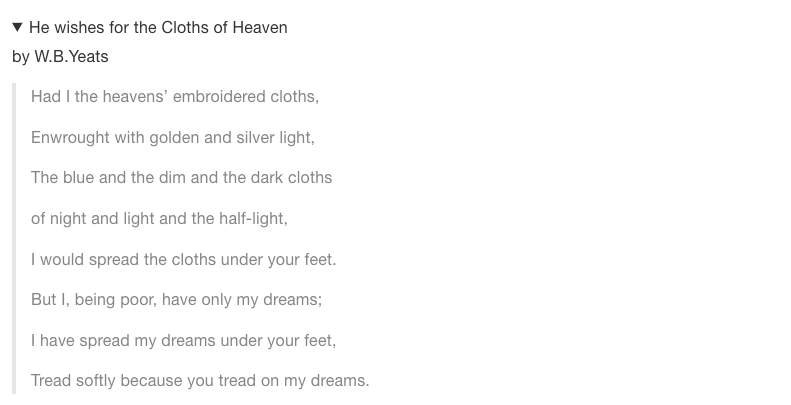 He wishes for the Cloths of Heaven
by W.B.Yeats
Had I the heavens’ embroidered cloths,
Enwrought with golden and silver light,
The blue and the dim and the dark cloths
of night and light and the half-light,
I would spread the cloths under your feet.
But I, being poor, have only my dreams;
I have spread my dreams under your feet,
Tread softly because you tread on my dreams.